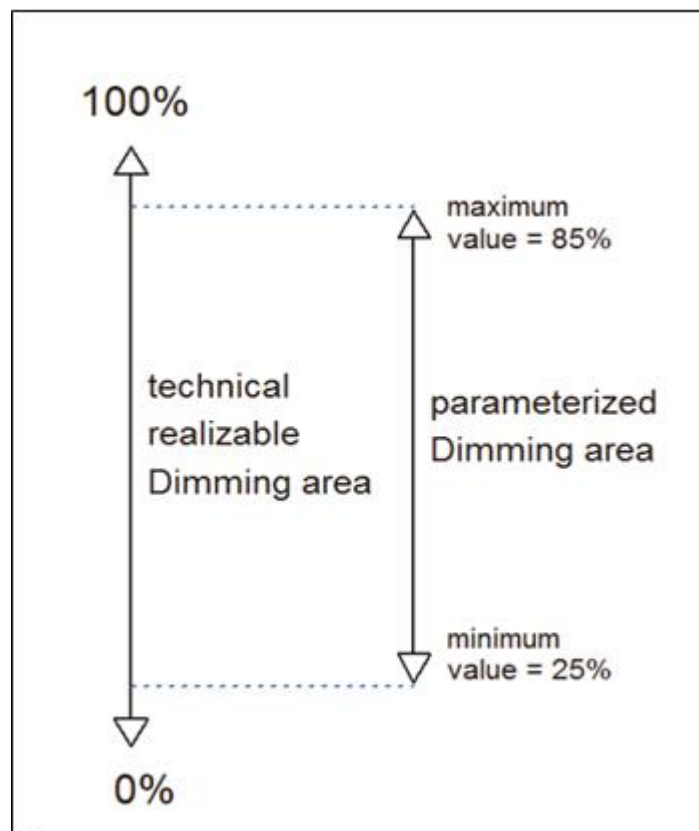 100%
maximum
value = 85%
technical
realizable
Dimming area
parameterized
Dimming area
minimum
value = 25%
0%